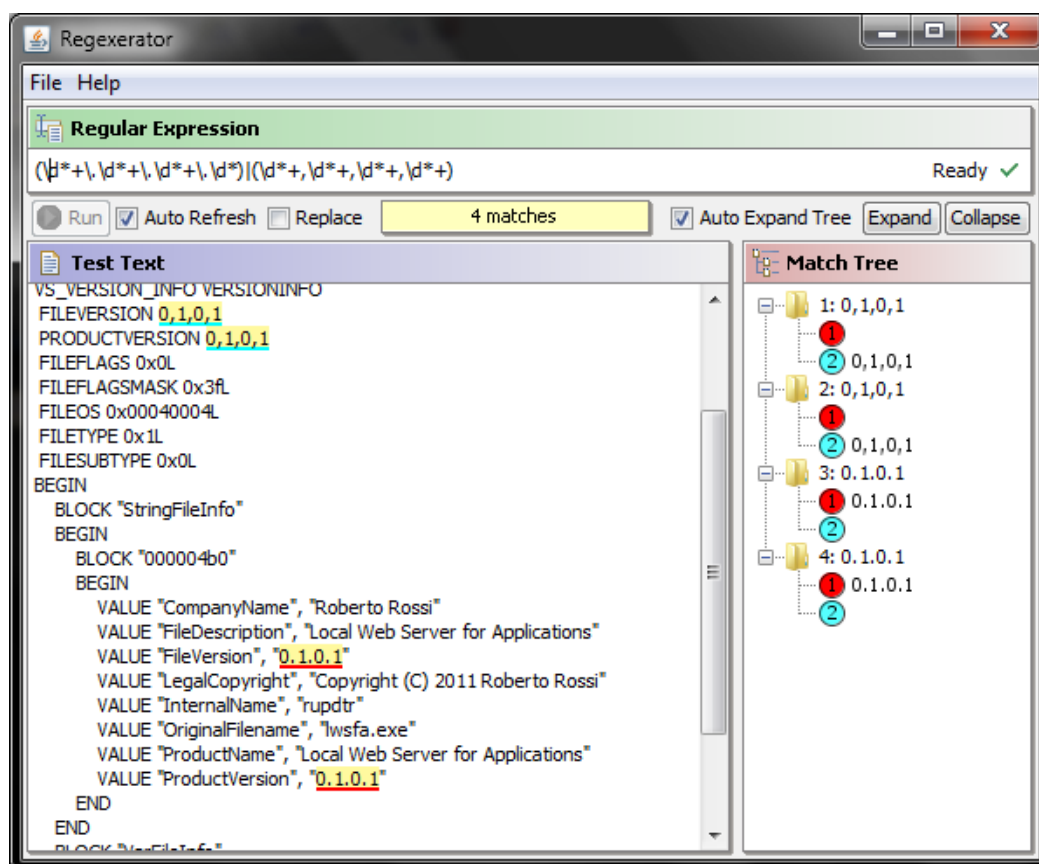 Regexerator
File Help
Regular Expression
(\d*+\.\d*+\.\d*+\.\d*)|(\d*+,\d*+,\d*+,\d*+)
Ready
Run Auto Refresh Replace 4 matches Auto Expand Tree Expand Collapse
Test Text
VS_VERSION_INFO VERSIONINFO
FILEVERSION 0,1,0,1
PRODUCTVERSION 0,1,0,1
FILEFLAGS 0x0L
FILEFLAGSMASK 0x3fL
FILEOS 0x00040004L
FILETYPE 0x1L
FILESUBTYPE 0x0L
BEGIN
BLOCK "StringFileInfo"
BEGIN
BLOCK "000004b0"
BEGIN
VALUE "CompanyName", "Roberto Rossi"
VALUE "FileDescription", "Local Web Server for Applications"
VALUE "FileVersion", "0.1.0.1"
VALUE "LegalCopyright", "Copyright (C) 2011 Roberto Rossi"
VALUE "InternalName", "rupdtr"
VALUE "OriginalFilename", "lwsfa.exe"
VALUE "ProductName", "Local Web Server for Applications"
VALUE "ProductVersion", "0.1.0.1"
END
END
BLOCK "VarFileInfo"
Match Tree
1: 0,1,0,1
1
2 0,1,0,1
2: 0,1,0,1
1
2 0,1,0,1
3: 0.1.0.1
1 0.1.0.1
2
4: 0.1.0.1
1 0.1.0.1
2